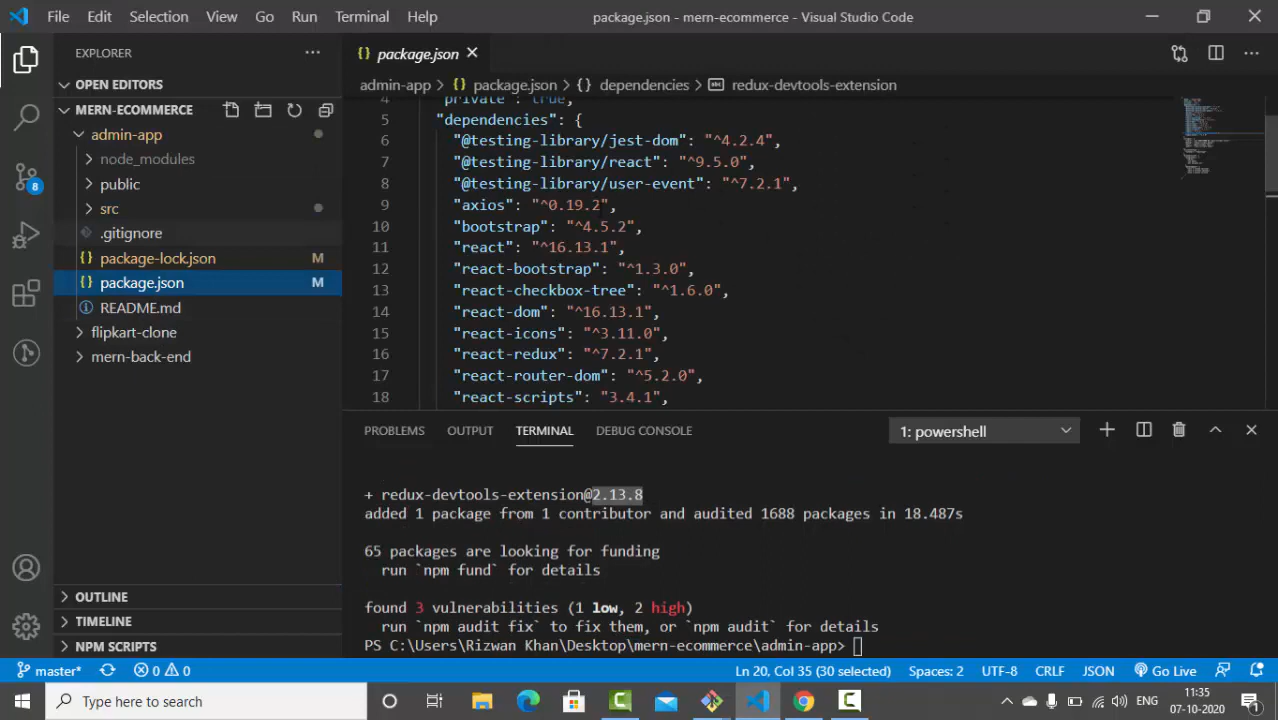 File Edit Selection View Go Run Terminal Help package.json - mern-ecommerce - Visual Studio Code
EXPLORER
OPEN EDITORS
MERN-ECOMMERCE
admin-app
node_modules
public
src
.gitignore
package-lock.json M
package.json M
README.md
flipkart-clone
mern-back-end
OUTLINE
TIMELINE
NPM SCRIPTS
8
{} package.json
admin-app > {} package.json > {} dependencies > abc redux-devtools-extension
4 "private": true,
5 "dependencies": {
6 "@testing-library/jest-dom": "^4.2.4",
7 "@testing-library/react": "^9.5.0",
8 "@testing-library/user-event": "^7.2.1",
9 "axios": "^0.19.2",
10 "bootstrap": "^4.5.2",
11 "react": "^16.13.1",
12 "react-bootstrap": "^1.3.0",
13 "react-checkbox-tree": "^1.6.0",
14 "react-dom": "^16.13.1",
15 "react-icons": "^3.11.0",
16 "react-redux": "^7.2.1",
17 "react-router-dom": "^5.2.0",
18 "react-scripts": "3.4.1",
PROBLEMS OUTPUT TERMINAL DEBUG CONSOLE 1: powershell
+ redux-devtools-extension@2.13.8
added 1 package from 1 contributor and audited 1688 packages in 18.487s
65 packages are looking for funding
run `npm fund` for details
found 3 vulnerabilities (1 low, 2 high)
run `npm audit fix` to fix them, or `npm audit` for details
PS C:\Users\Rizwan Khan\Desktop\mern-ecommerce\admin-app>
master* 0 0 Ln 20, Col 35 (30 selected) Spaces: 2 UTF-8 CRLF JSON Go Live
Type here to search ENG 11:35
07-10-2020 1